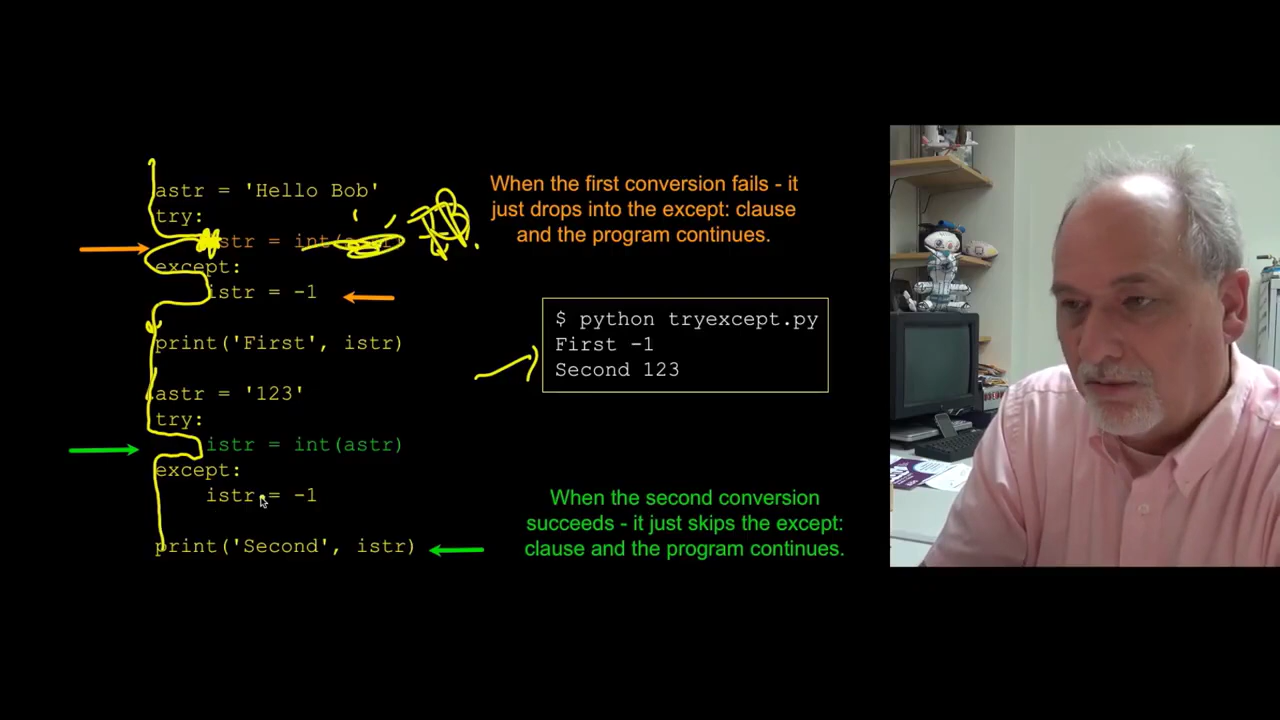 astr = 'Hello Bob'
try:
istr = int(astr)
except:
istr = -1
print('First', istr)
astr = '123'
try:
istr = int(astr)
except:
istr = -1
print('Second', istr)
When the first conversion fails - it
just drops into the except: clause
and the program continues.
$ python tryexcept.py
First -1
Second 123
When the second conversion
succeeds - it just skips the except:
clause and the program continues.